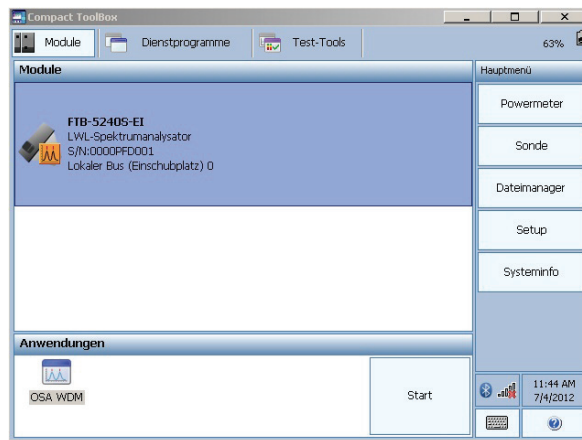 Compact ToolBox
Module
Dienstprogramme
Test-Tools
63%
Module
FTB-5240S-EI
LWL-Spektrumanalysator
S/N:0000PFD001
Lokaler Bus (Einschubplatz) 0
Anwendungen
OSA WDM
Start
Hauptmenü
Powermeter
Sonde
Dateimanager
Setup
Systeminfo
11:44 AM
7/4/2012